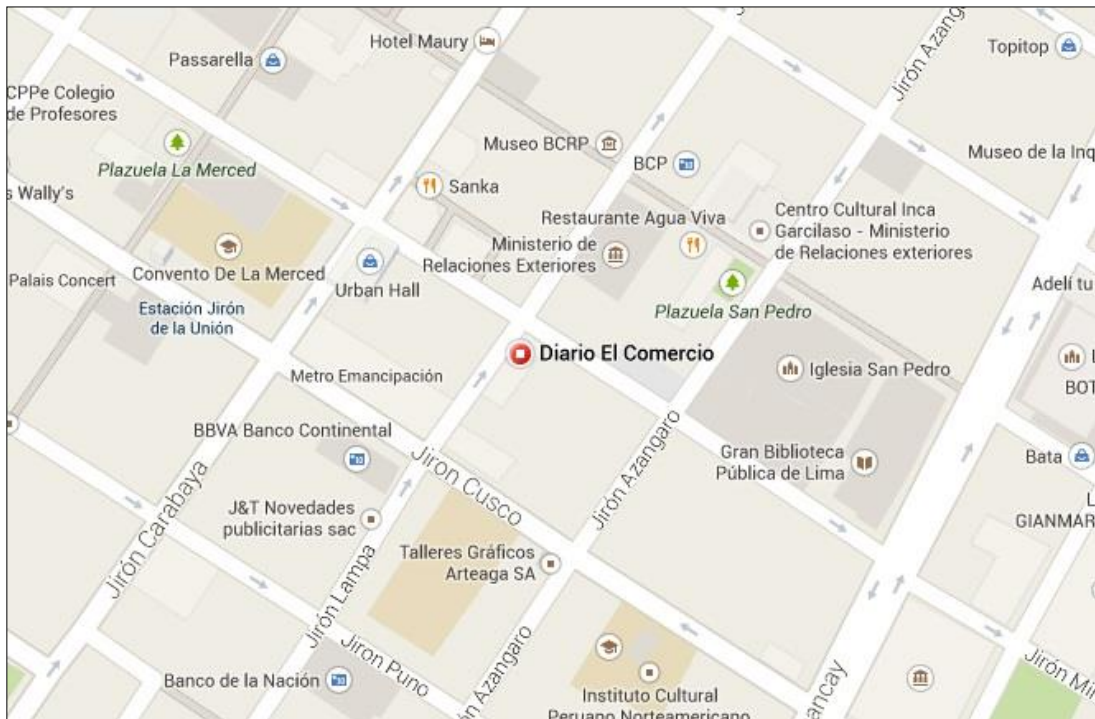 Hotel Maury
Passarella
Topitop
Jirón Azangaro
CPPe Colegio
de Profesores
Plazuela La Merced
s Wally's
Museo BCRP
BCP
Museo de la Inq
Sanka
Restaurante Agua Viva
Centro Cultural Inca
Garcilaso - Ministerio
de Relaciones exteriores
Ministerio de
Relaciones Exteriores
Palais Concert
Convento De La Merced
Urban Hall
Adelí tu
Estación Jirón
de la Unión
Plazuela San Pedro
Diario El Comercio
Metro Emancipación
Iglesia San Pedro
L
BOT
BBVA Banco Continental
Jiron Cusco
Jirón Azangaro
Gran Biblioteca
Pública de Lima
Bata
Jirón Carabaya
J&T Novedades
publicitarias sac
L
GIANMAR
Talleres Gráficos
Arteaga SA
Jirón Lampa
Jiron Puno
Azangaro
Banco de la Nación
Instituto Cultural
Peruano Norteamericano
ancay
Jirón Mir